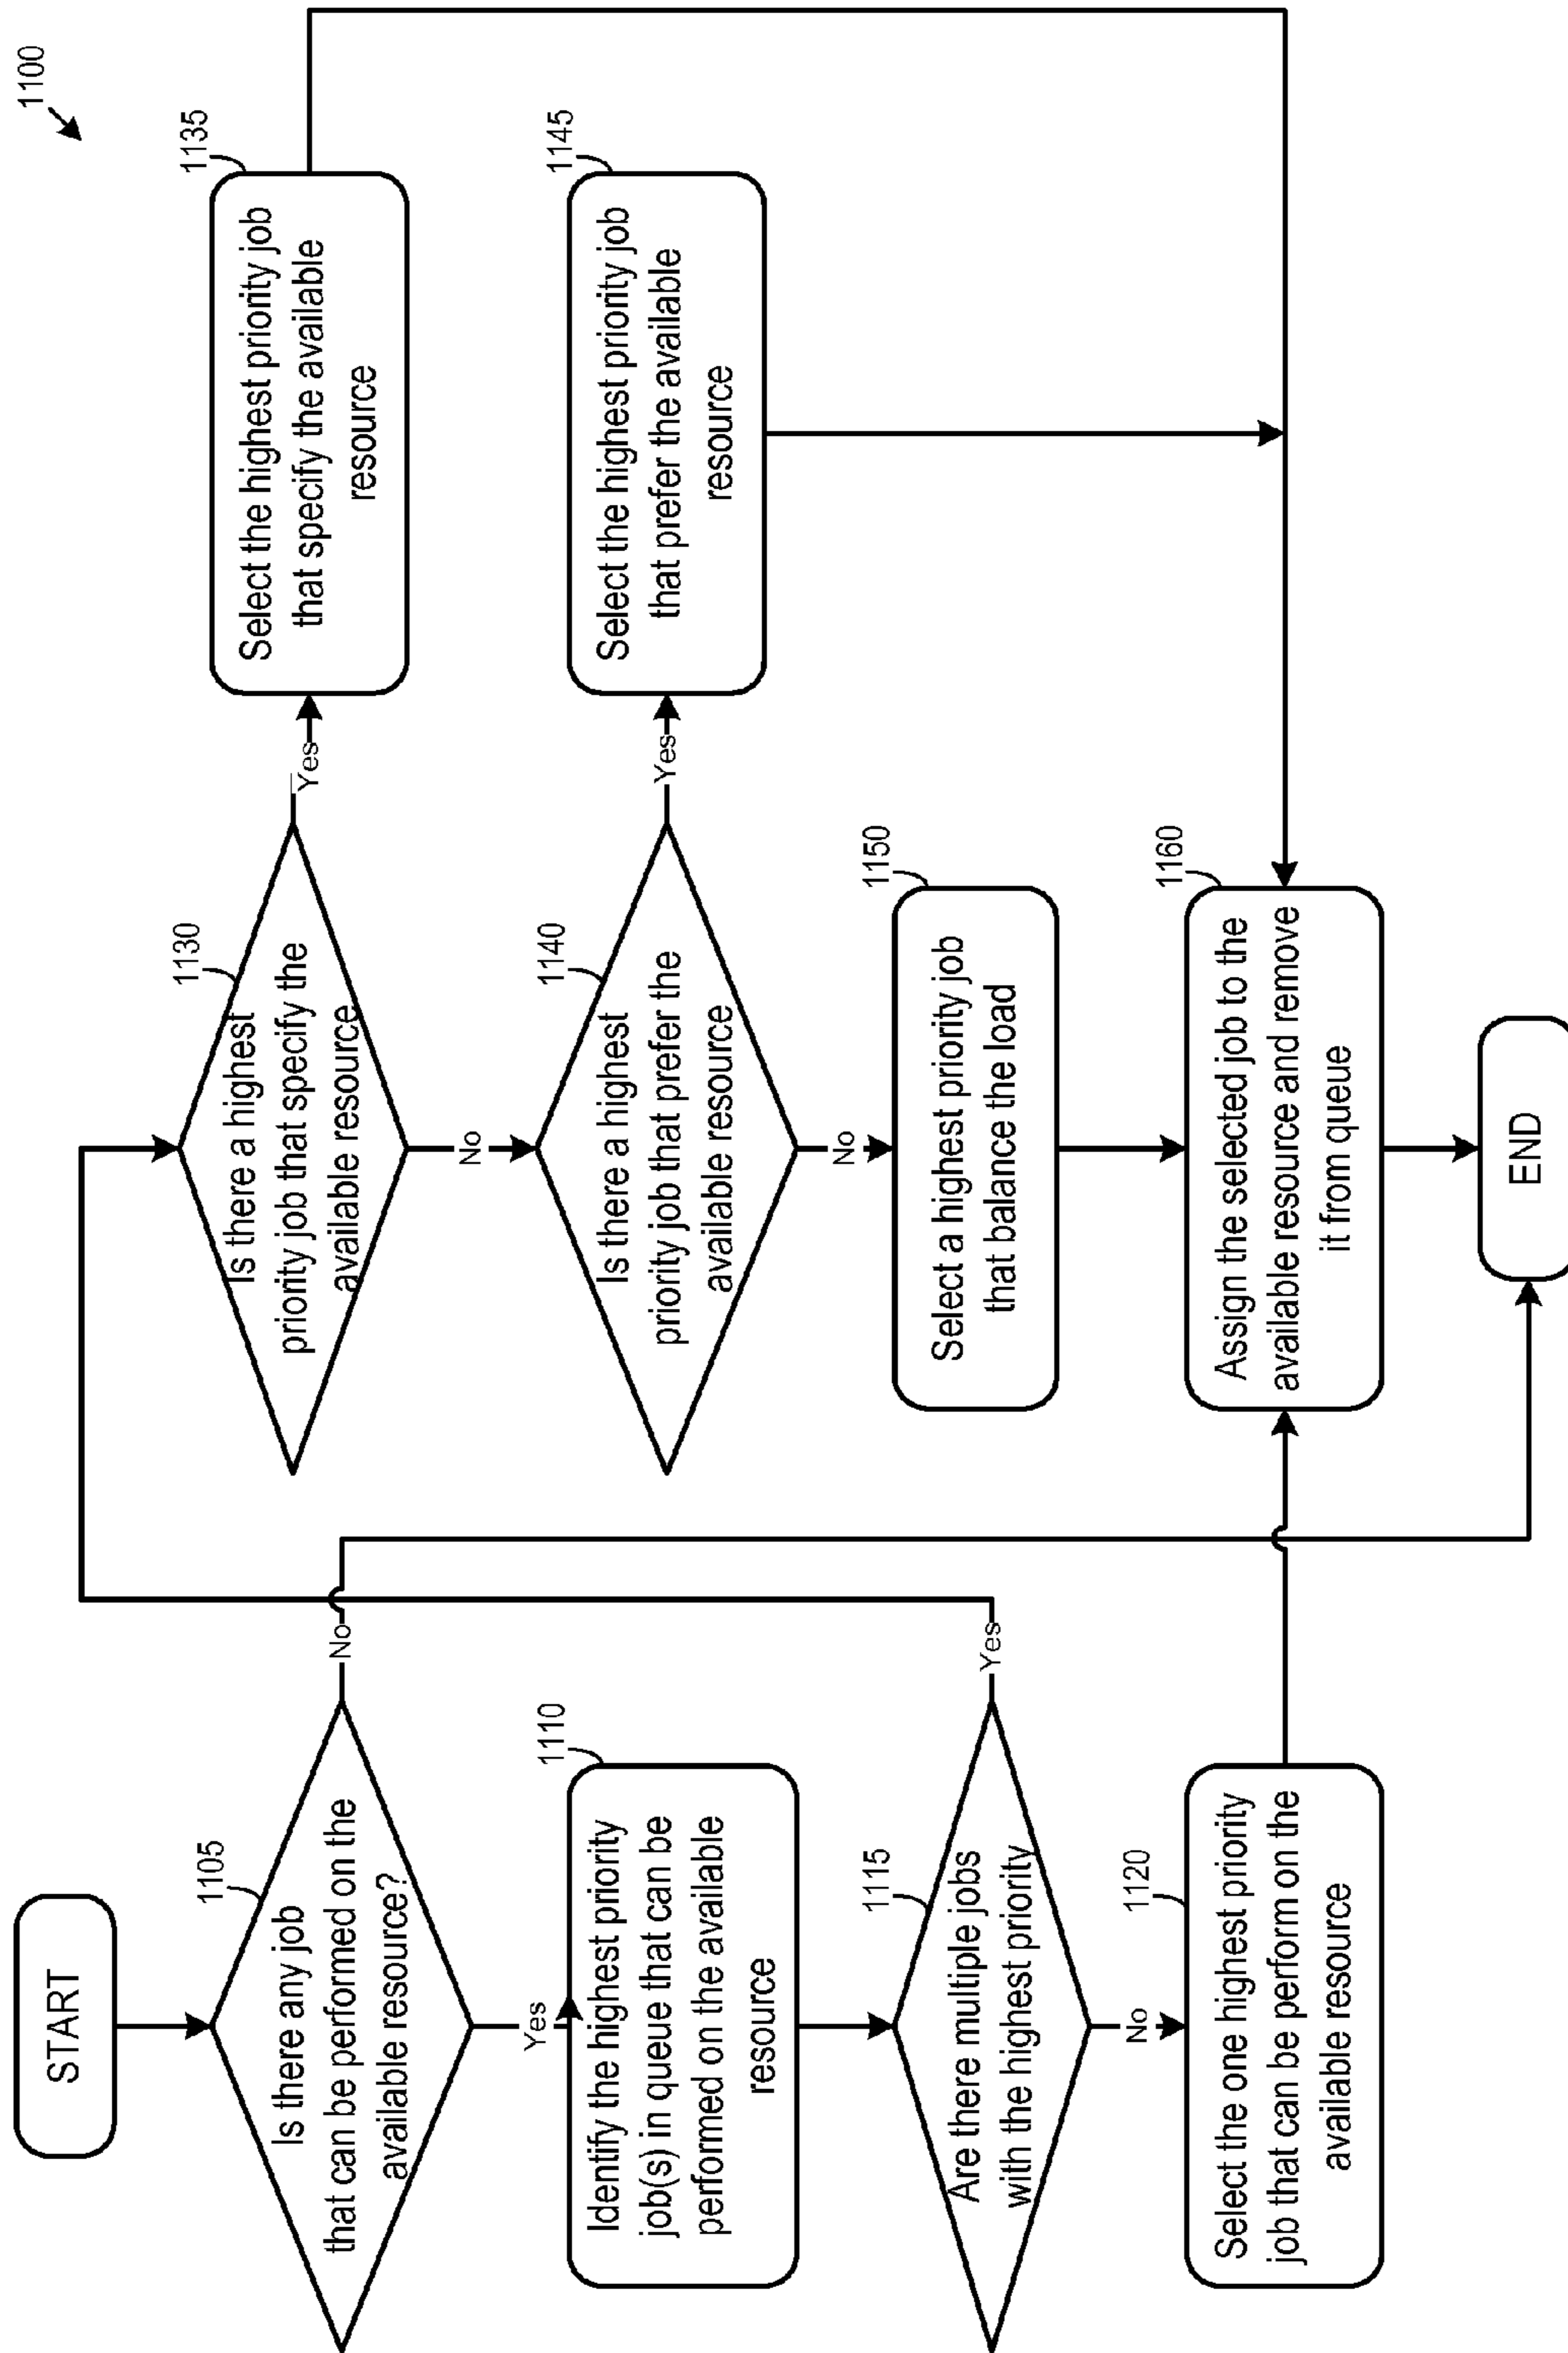 1100
START
1105
Is there any job
that can be performed on the
available resource?
No
Yes
1110
Identify the highest priority
job(s) in queue that can be
performed on the available
resource
1115
Are there multiple jobs
with the highest priority
Yes
No
1120
Select the one highest priority
job that can be perform on the
available resource
1130
Is there a highest
priority job that specify the
available resource
Yes
No
1135
Select the highest priority job
that specify the available
resource
1140
Is there a highest
priority job that prefer the
available resource
Yes
No
1145
Select the highest priority job
that prefer the available
resource
1150
Select a highest priority job
that balance the load
1160
Assign the selected job to the
available resource and remove
it from queue
END